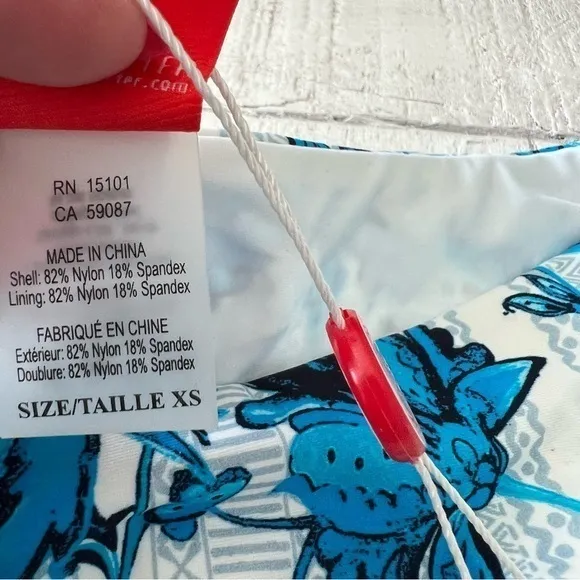 RN 15101
CA 59087
MADE IN CHINA
Shell: 82% Nylon 18% Spandex
Lining: 82% Nylon 18% Spandex
FABRIQUÉ EN CHINE
Extérieur: 82% Nylon 18% Spandex
Doublure: 82% Nylon 18% Spandex
SIZE/TAILLE XS